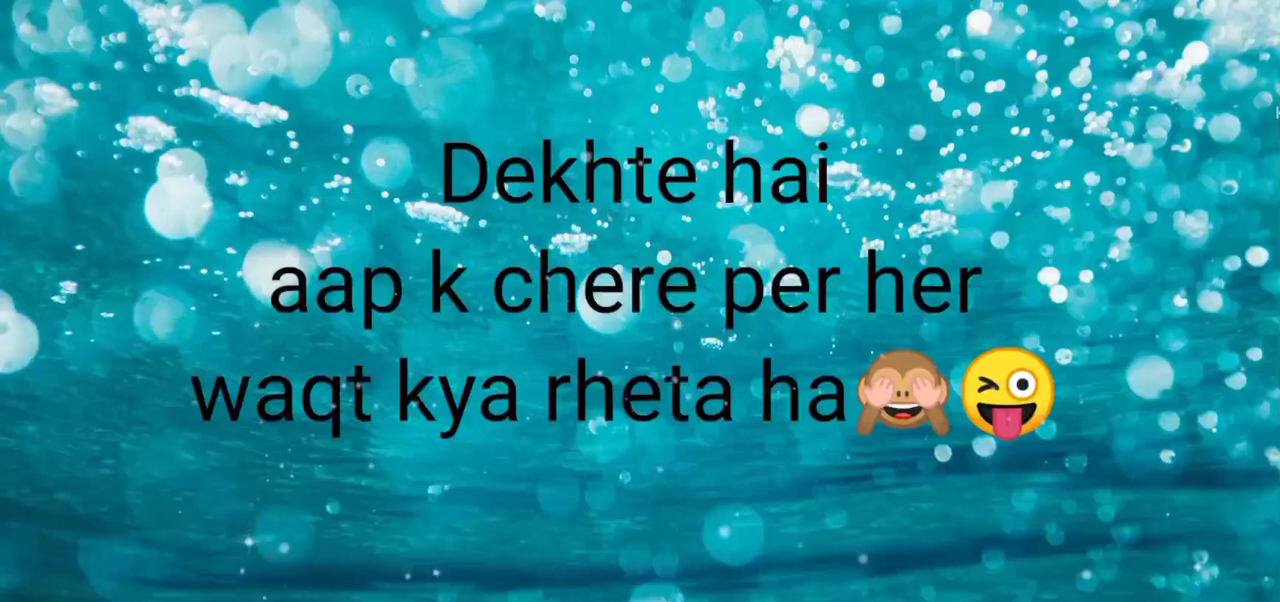 Dekhte hai
aap k chere per her
waqt kya rheta ha🙈😜